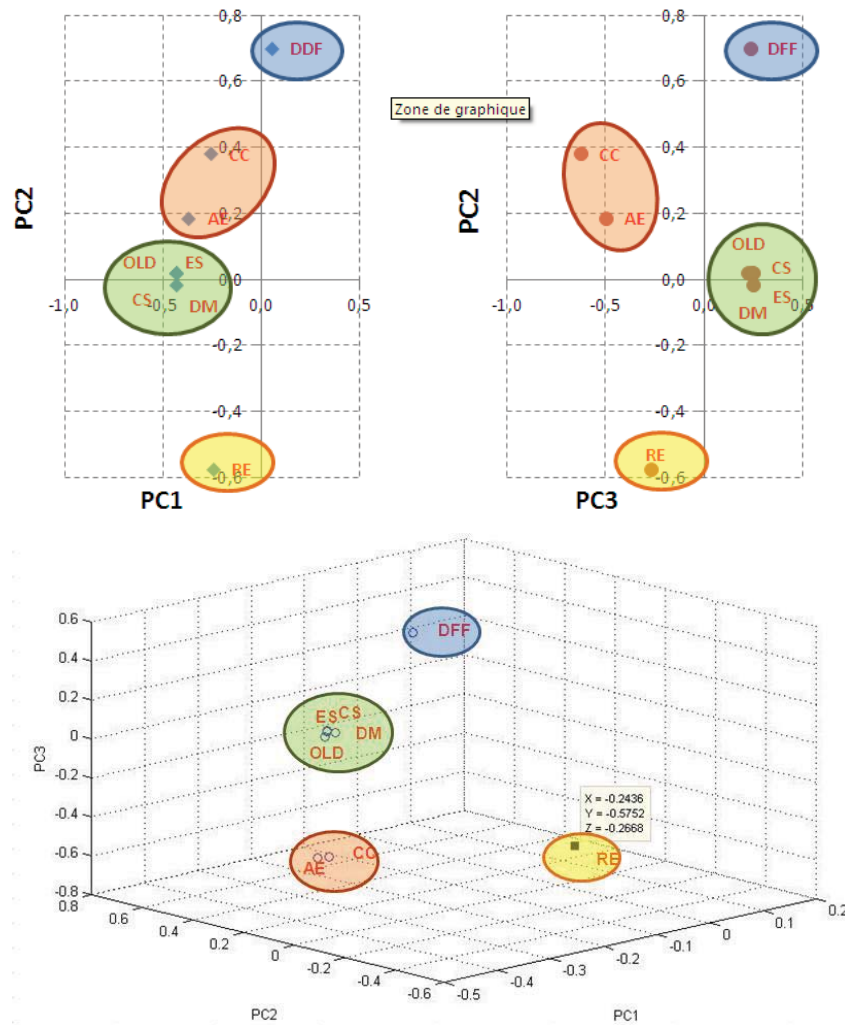 0,8
DDF
0,6
0,4
CC
0,2
AE
OLD ES
0,0
-1,0 -0,5 0,0 0,5
CS DM
-0,2
-0,4
RE
-0,6
PC2
PC1
Zone de graphique
0,8
DFF
0,6
0,4
CC
0,2
AE
OLD
CS
0,0
-1,0 -0,5 0,0 0,5
ES
DM
-0,2
-0,4
RE
-0,6
PC2
PC3
0.6
0.4
0.2
0
-0.2
-0.4
-0.6
-0.8
PC3
DFF
ES CS
DM
OLD
X = -0.2436
Y = -0.5752
Z = -0.2668
CC
AE
RE
0.8
0.6
0.4
0.2
0
-0.2
-0.4
-0.6
PC2
-0.5
-0.4
-0.3
-0.2
-0.1
0
0.1
0.2
PC1